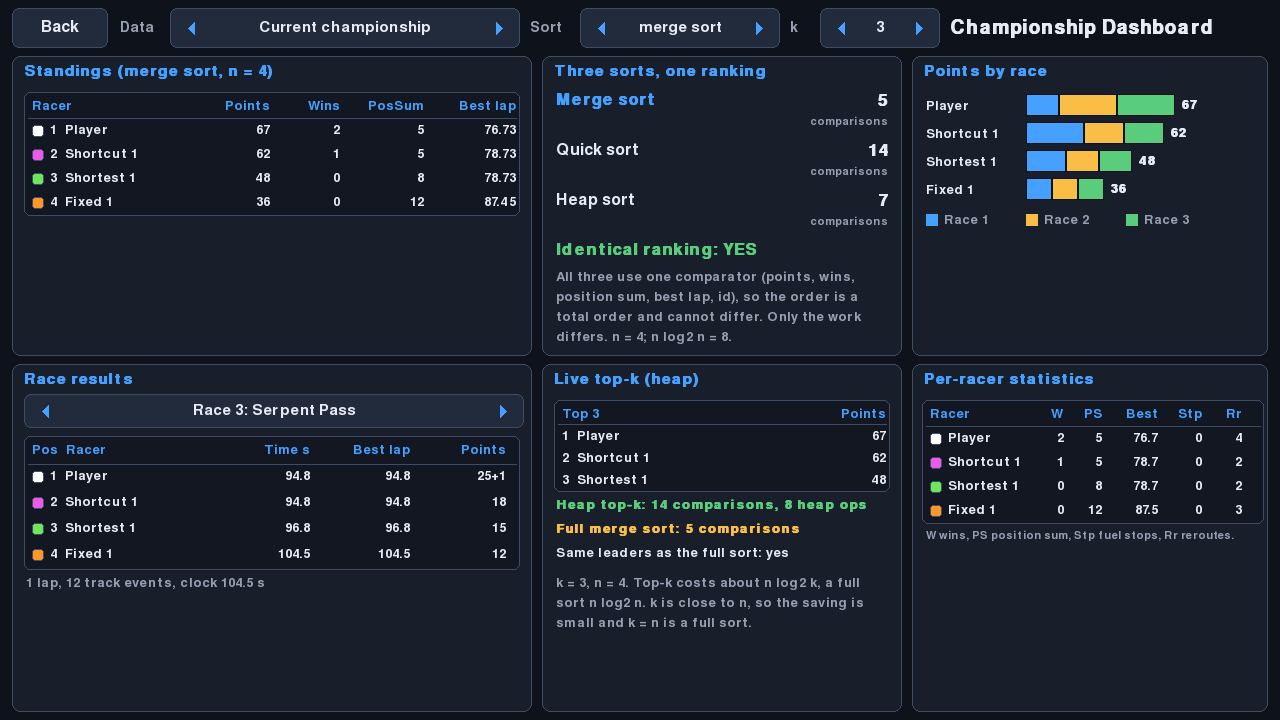 Back
Data
Current championship
Sort
merge sort
k
3
Championship Dashboard
Standings (merge sort, n = 4)
Racer Points Wins PosSum Best lap
1 Player 67 2 5 76.73
2 Shortcut 1 62 1 5 78.73
3 Shortest 1 48 0 8 78.73
4 Fixed 1 36 0 12 87.45
Three sorts, one ranking
Merge sort 5
comparisons
Quick sort 14
comparisons
Heap sort 7
comparisons
Identical ranking: YES
All three use one comparator (points, wins,
position sum, best lap, id), so the order is a
total order and cannot differ. Only the work
differs. n = 4; n log2 n = 8.
Points by race
Player 67
Shortcut 1 62
Shortest 1 48
Fixed 1 36
Race 1 Race 2 Race 3
Race results
Race 3: Serpent Pass
Pos Racer Time s Best lap Points
1 Player 94.8 94.8 25+1
2 Shortcut 1 94.8 94.8 18
3 Shortest 1 96.8 96.8 15
4 Fixed 1 104.5 104.5 12
1 lap, 12 track events, clock 104.5 s
Live top-k (heap)
Top 3 Points
1 Player 67
2 Shortcut 1 62
3 Shortest 1 48
Heap top-k: 14 comparisons, 8 heap ops
Full merge sort: 5 comparisons
Same leaders as the full sort: yes
k = 3, n = 4. Top-k costs about n log2 k, a full
sort n log2 n. k is close to n, so the saving is
small and k = n is a full sort.
Per-racer statistics
Racer W PS Best Stp Rr
Player 2 5 76.7 0 4
Shortcut 1 1 5 78.7 0 2
Shortest 1 0 8 78.7 0 2
Fixed 1 0 12 87.5 0 3
W wins, PS position sum, Stp fuel stops, Rr reroutes.